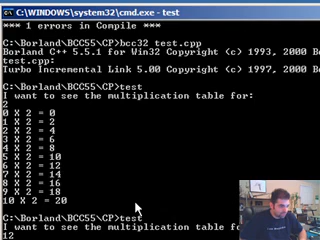 C:\WINDOWS\system32\cmd.exe - test
*** 1 errors in Compile ***
C:\Borland\BCC55\CP>bcc32 test.cpp
Borland C++ 5.5.1 for Win32 Copyright (c) 1993, 2000 Bo
test.cpp:
Turbo Incremental Link 5.00 Copyright (c) 1997, 2000 Bo
C:\Borland\BCC55\CP>test
I want to see the multiplication table for:
2
0 X 2 = 0
1 X 2 = 2
2 X 2 = 4
3 X 2 = 6
4 X 2 = 8
5 X 2 = 10
6 X 2 = 12
7 X 2 = 14
8 X 2 = 16
9 X 2 = 18
10 X 2 = 20
C:\Borland\BCC55\CP>test
I want to see the multiplication table for:
12